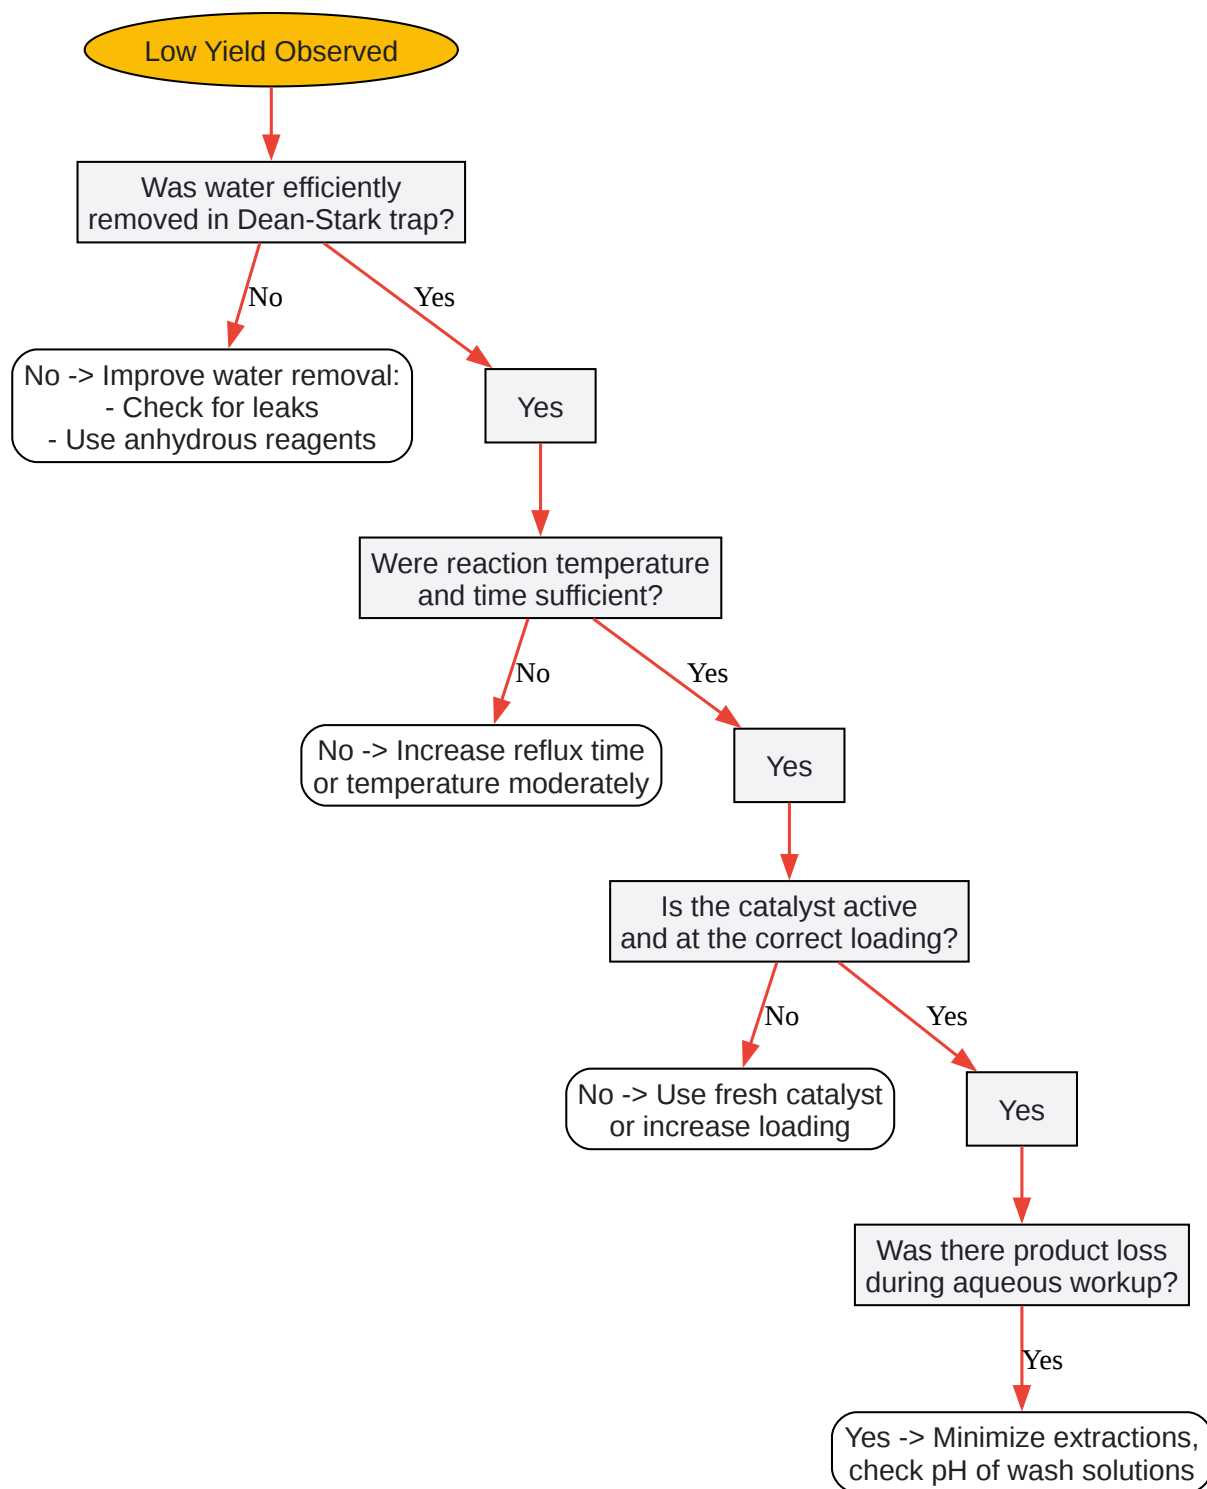 Low Yield Observed
Was water efficiently
removed in Dean-Stark trap?
No
Yes
No -> Improve water removal:
- Check for leaks
- Use anhydrous reagents
Yes
Were reaction temperature
and time sufficient?
No
Yes
No -> Increase reflux time
or temperature moderately
Yes
Is the catalyst active
and at the correct loading?
No
Yes
No -> Use fresh catalyst
or increase loading
Yes
Was there product loss
during aqueous workup?
Yes
Yes -> Minimize extractions,
check pH of wash solutions